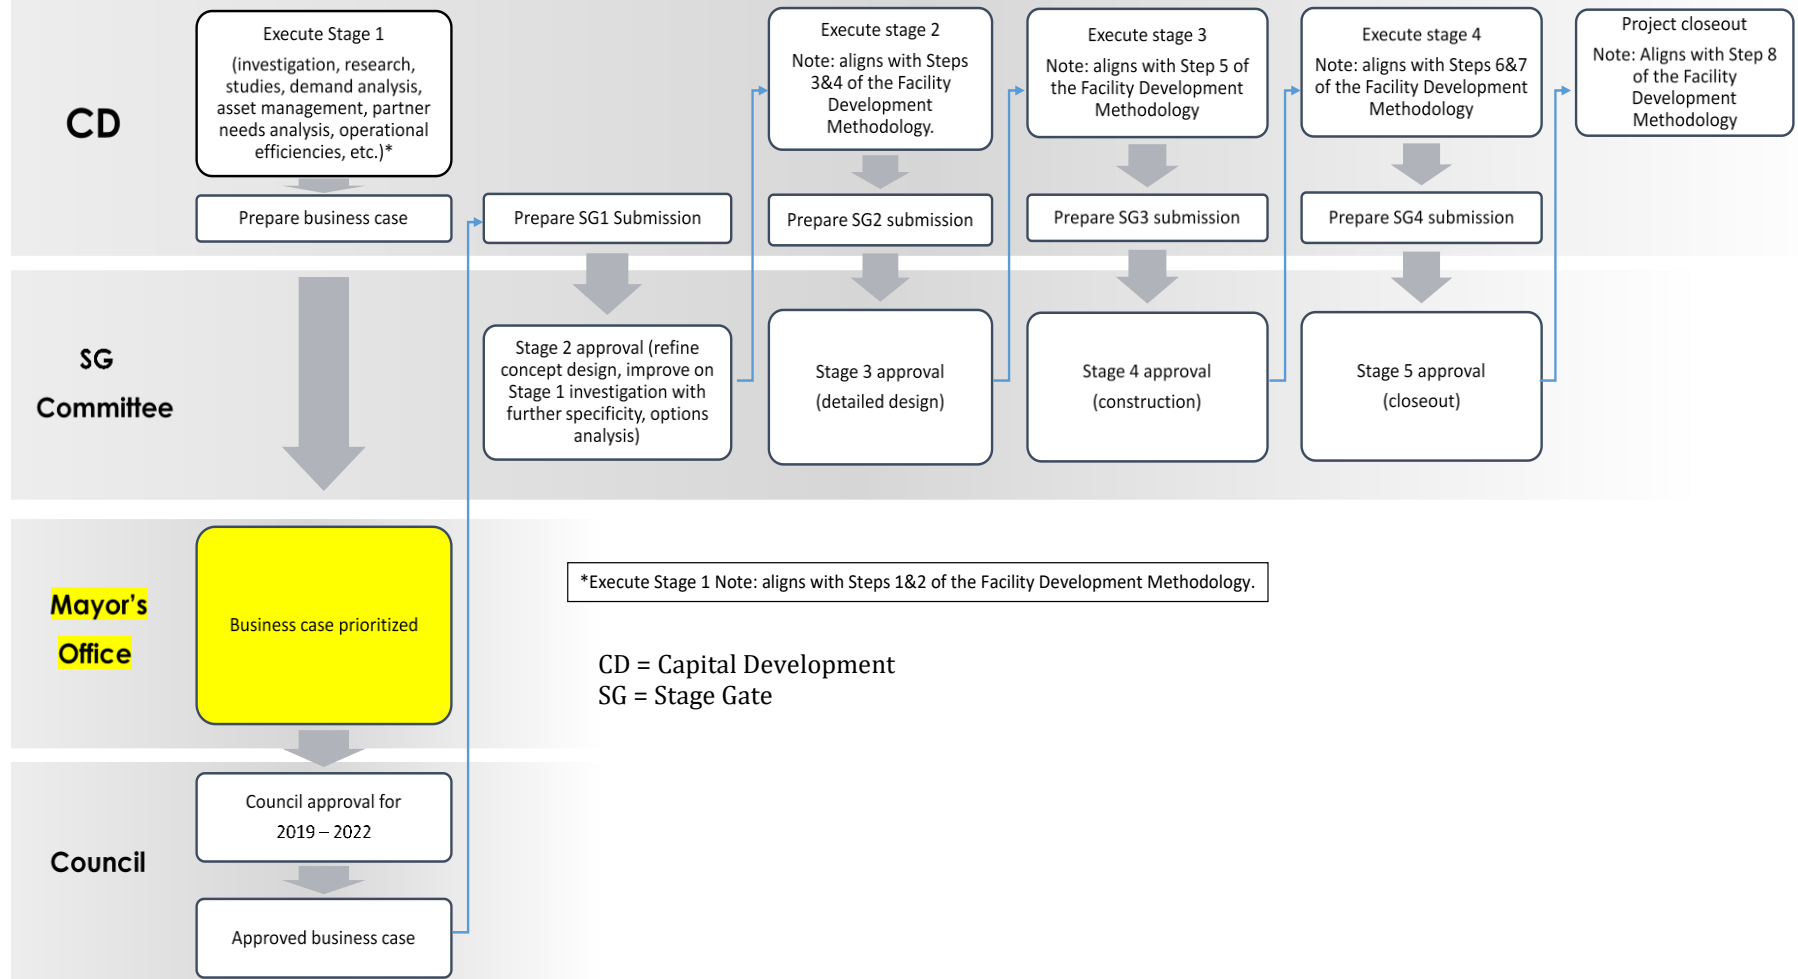 CD
Execute Stage 1
(investigation, research,
studies, demand analysis,
asset management, partner
needs analysis, operational
efficiencies, etc.)*
Prepare business case
Prepare SG1 Submission
Execute stage 2
Note: aligns with Steps
3&4 of the Facility
Development
Methodology.
Prepare SG2 submission
Execute stage 3
Note: aligns with Step 5 of
the Facility Development
Methodology
Prepare SG3 submission
Execute stage 4
Note: aligns with Steps 6&7
of the Facility Development
Methodology
Prepare SG4 submission
Project closeout
Note: Aligns with Step 8
of the Facility
Development
Methodology
SG
Committee
Stage 2 approval (refine
concept design, improve on
Stage 1 investigation with
further specificity, options
analysis)
Stage 3 approval
(detailed design)
Stage 4 approval
(construction)
Stage 5 approval
(closeout)
Mayor's
Office
Business case prioritized
*Execute Stage 1 Note: aligns with Steps 1&2 of the Facility Development Methodology.
CD = Capital Development
SG = Stage Gate
Council
Council approval for
2019 – 2022
Approved business case